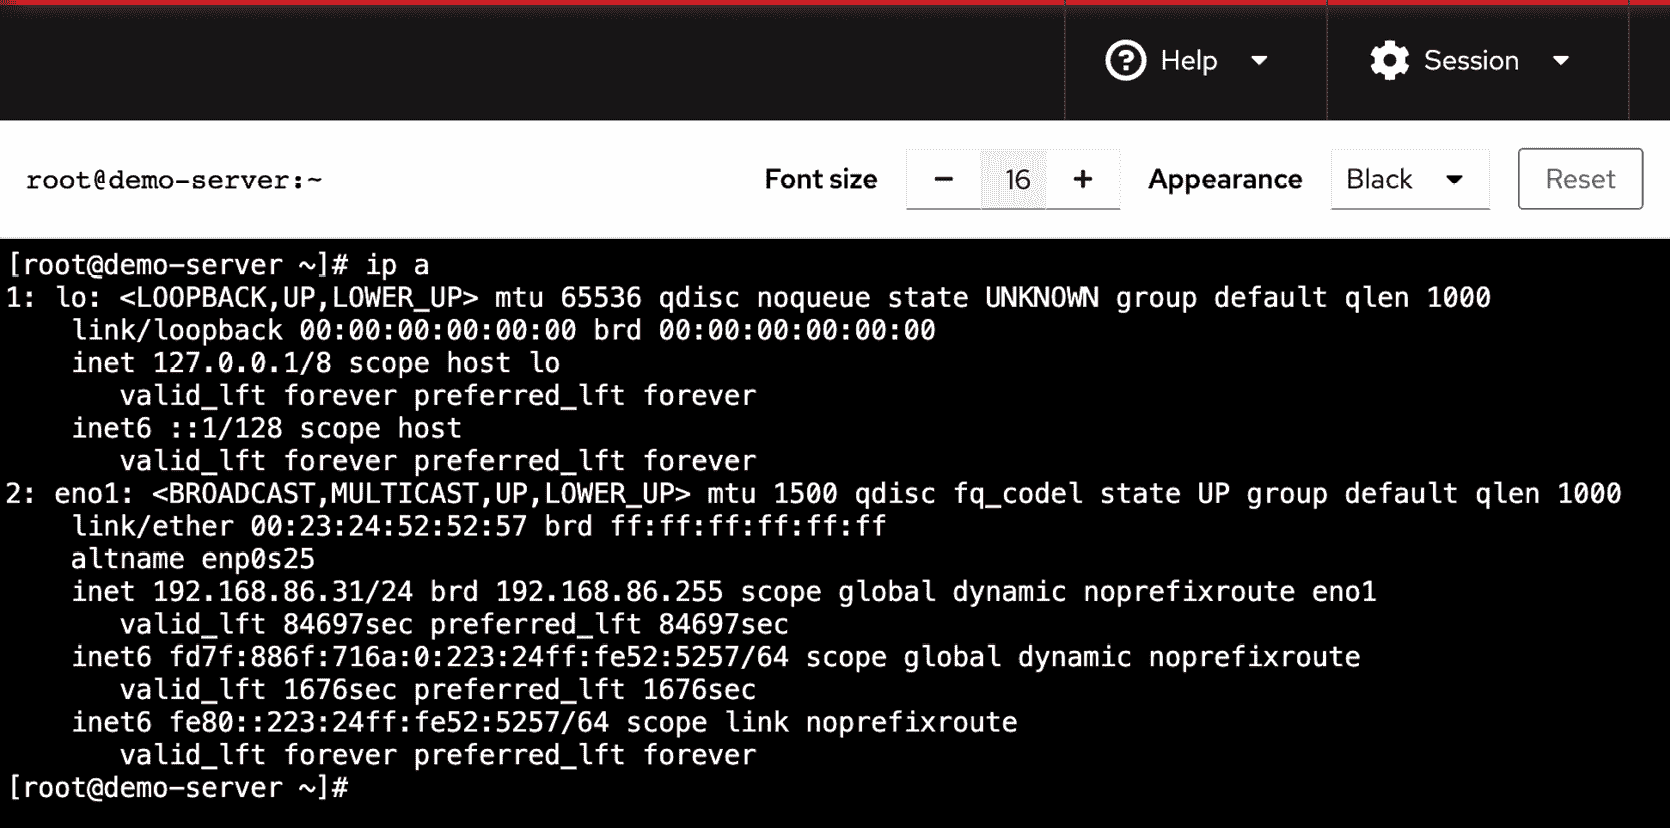 Help
Session
root@demo-server:~
Font size − 16 + Appearance Black Reset
[root@demo-server ~]# ip a
1: lo: <LOOPBACK,UP,LOWER_UP> mtu 65536 qdisc noqueue state UNKNOWN group default qlen 1000
    link/loopback 00:00:00:00:00:00 brd 00:00:00:00:00:00
    inet 127.0.0.1/8 scope host lo
       valid_lft forever preferred_lft forever
    inet6 ::1/128 scope host
       valid_lft forever preferred_lft forever
2: eno1: <BROADCAST,MULTICAST,UP,LOWER_UP> mtu 1500 qdisc fq_codel state UP group default qlen 1000
    link/ether 00:23:24:52:52:57 brd ff:ff:ff:ff:ff:ff
    altname enp0s25
    inet 192.168.86.31/24 brd 192.168.86.255 scope global dynamic noprefixroute eno1
       valid_lft 84697sec preferred_lft 84697sec
    inet6 fd7f:886f:716a:0:223:24ff:fe52:5257/64 scope global dynamic noprefixroute
       valid_lft 1676sec preferred_lft 1676sec
    inet6 fe80::223:24ff:fe52:5257/64 scope link noprefixroute
       valid_lft forever preferred_lft forever
[root@demo-server ~]#